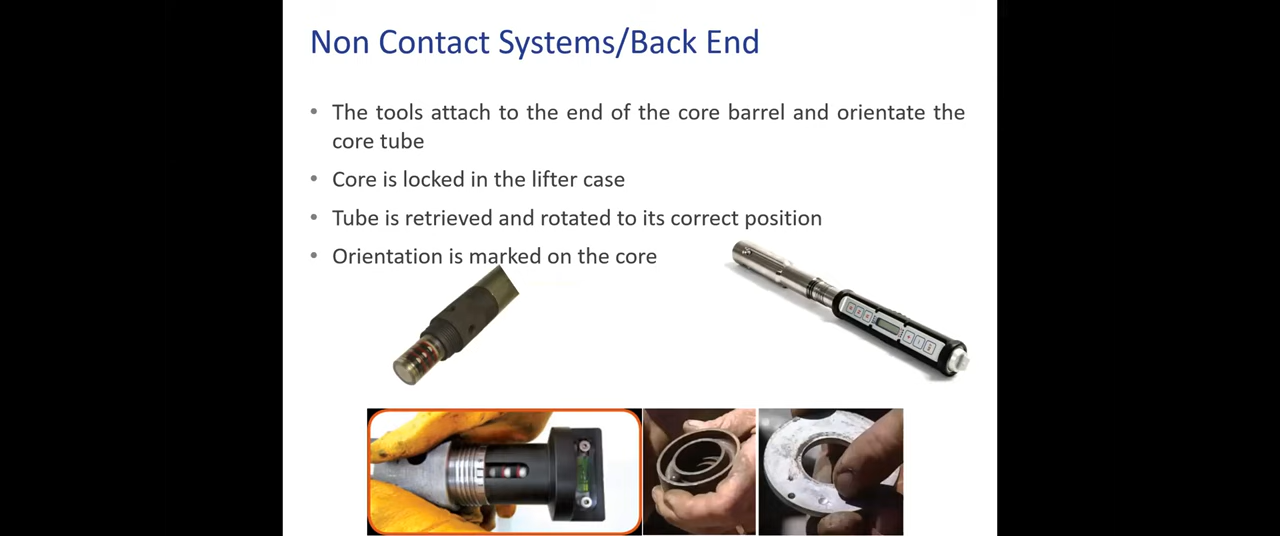 Non Contact Systems/Back End
• The tools attach to the end of the core barrel and orientate the
core tube
• Core is locked in the lifter case
• Tube is retrieved and rotated to its correct position
• Orientation is marked on the core